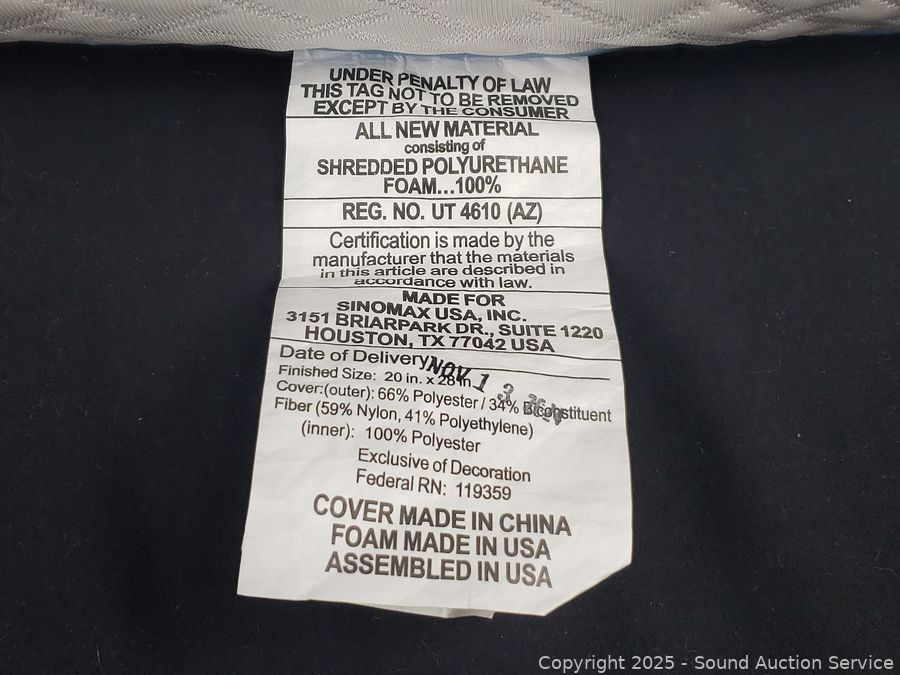 UNDER PENALTY OF LAW
THIS TAG NOT TO BE REMOVED
EXCEPT BY THE CONSUMER
ALL NEW MATERIAL
consisting of
SHREDDED POLYURETHANE
FOAM...100%
REG. NO. UT 4610 (AZ)
Certification is made by the
manufacturer that the materials
in this article are described in
accordance with law.
MADE FOR
SINOMAX USA, INC.
3151 BRIARPARK DR., SUITE 1220
HOUSTON, TX 77042 USA
Date of Delivery NOV 1 3
Finished Size: 20 in. x 28 in.
Cover:(outer): 66% Polyester / 34% Biconstituent
Fiber (59% Nylon, 41% Polyethylene)
(inner): 100% Polyester
Exclusive of Decoration
Federal RN: 119359
COVER MADE IN CHINA
FOAM MADE IN USA
ASSEMBLED IN USA
Copyright © 2025 - Sound Auction Service